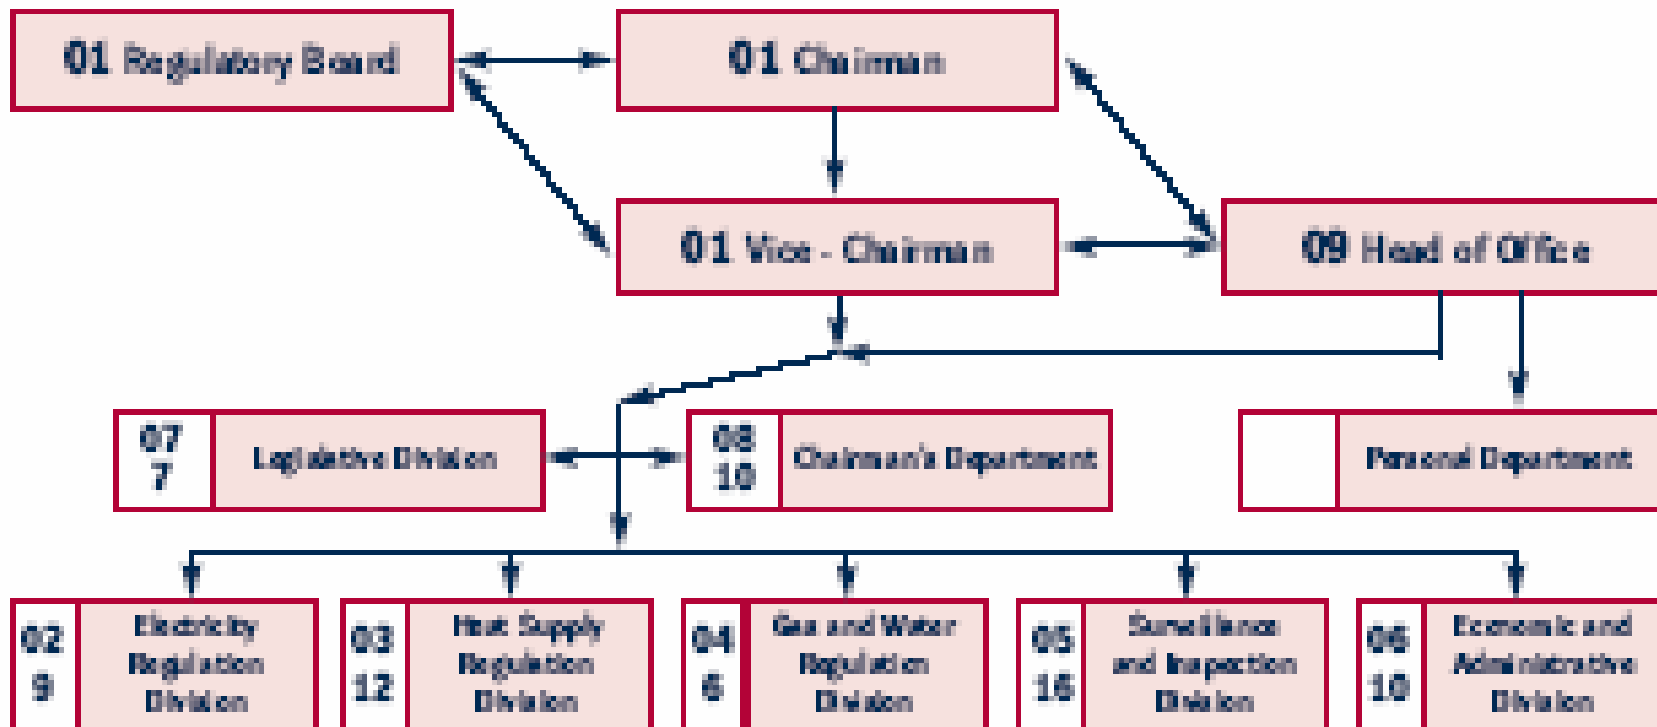 01 Regulatory Board
01 Chairman
01 Vice - Chairman
09 Head of Office
07
7
Legislative Division
08
10
Chairman's Department
Personal Department
02
9
Electricity
Regulation
Division
03
12
Heat Supply
Regulation
Division
04
6
Gas and Water
Regulation
Division
05
16
Surveillance
and Inspection
Division
06
10
Economic and
Administrative
Division